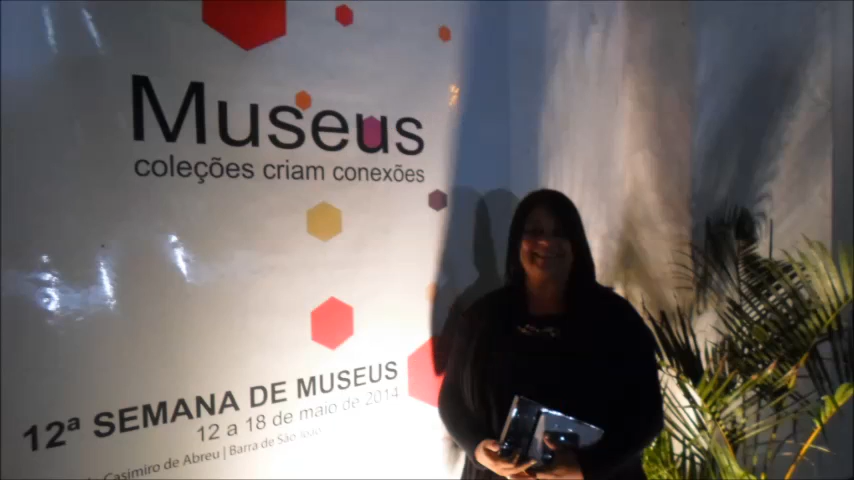 Museus
coleções criam conexões
12ª SEMANA DE MUSEUS
12 a 18 de maio de 2014
Casimiro de Abreu | Barra de São João